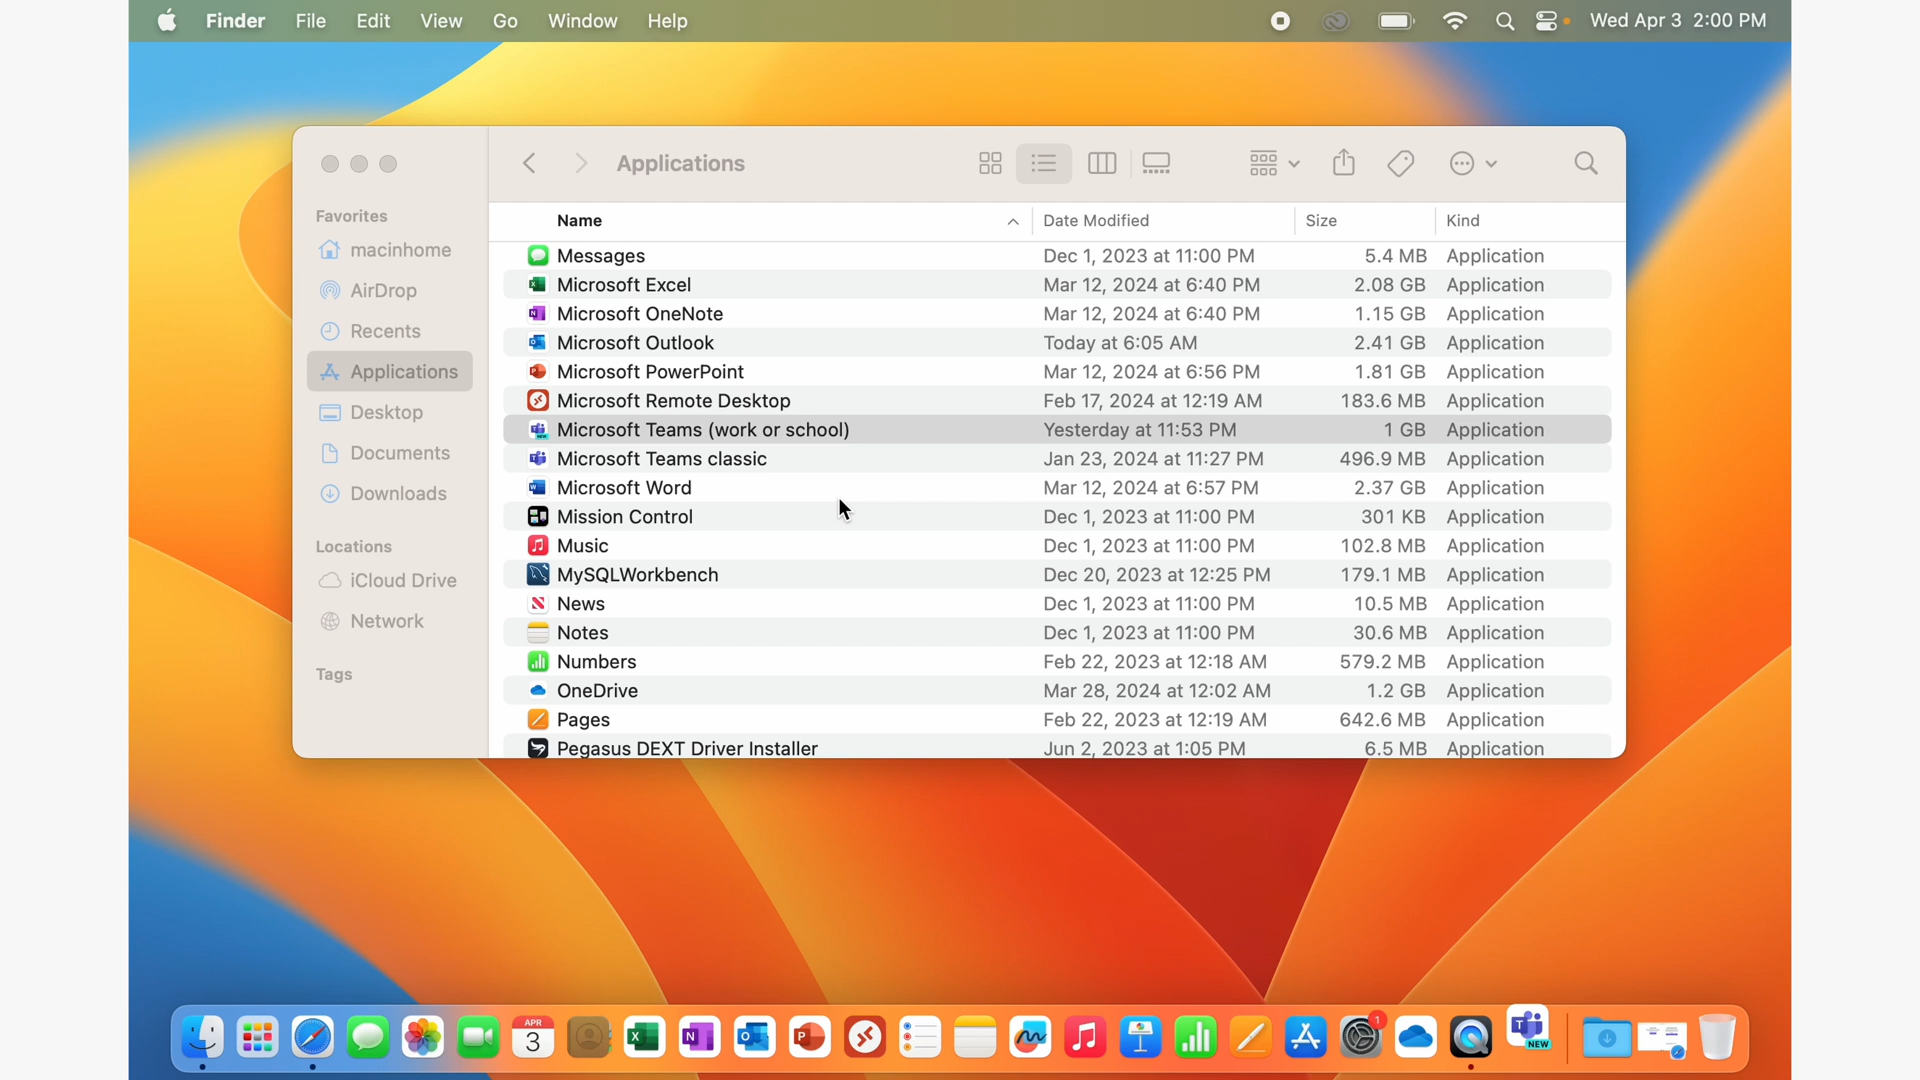 Finder File Edit View Go Window Help Wed Apr 3 2:00 PM
Applications
Favorites
macinhome
AirDrop
Recents
Applications
Desktop
Documents
Downloads
Locations
iCloud Drive
Network
Tags
Name Date Modified Size Kind
Messages Dec 1, 2023 at 11:00 PM 5.4 MB Application
Microsoft Excel Mar 12, 2024 at 6:40 PM 2.08 GB Application
Microsoft OneNote Mar 12, 2024 at 6:40 PM 1.15 GB Application
Microsoft Outlook Today at 6:05 AM 2.41 GB Application
Microsoft PowerPoint Mar 12, 2024 at 6:56 PM 1.81 GB Application
Microsoft Remote Desktop Feb 17, 2024 at 12:19 AM 183.6 MB Application
Microsoft Teams (work or school) Yesterday at 11:53 PM 1 GB Application
Microsoft Teams classic Jan 23, 2024 at 11:27 PM 496.9 MB Application
Microsoft Word Mar 12, 2024 at 6:57 PM 2.37 GB Application
Mission Control Dec 1, 2023 at 11:00 PM 301 KB Application
Music Dec 1, 2023 at 11:00 PM 102.8 MB Application
MySQLWorkbench Dec 20, 2023 at 12:25 PM 179.1 MB Application
News Dec 1, 2023 at 11:00 PM 10.5 MB Application
Notes Dec 1, 2023 at 11:00 PM 30.6 MB Application
Numbers Feb 22, 2023 at 12:18 AM 579.2 MB Application
OneDrive Mar 28, 2024 at 12:02 AM 1.2 GB Application
Pages Feb 22, 2023 at 12:19 AM 642.6 MB Application
Pegasus DEXT Driver Installer Jun 2, 2023 at 1:05 PM 6.5 MB Application
APR
3
1
NEW